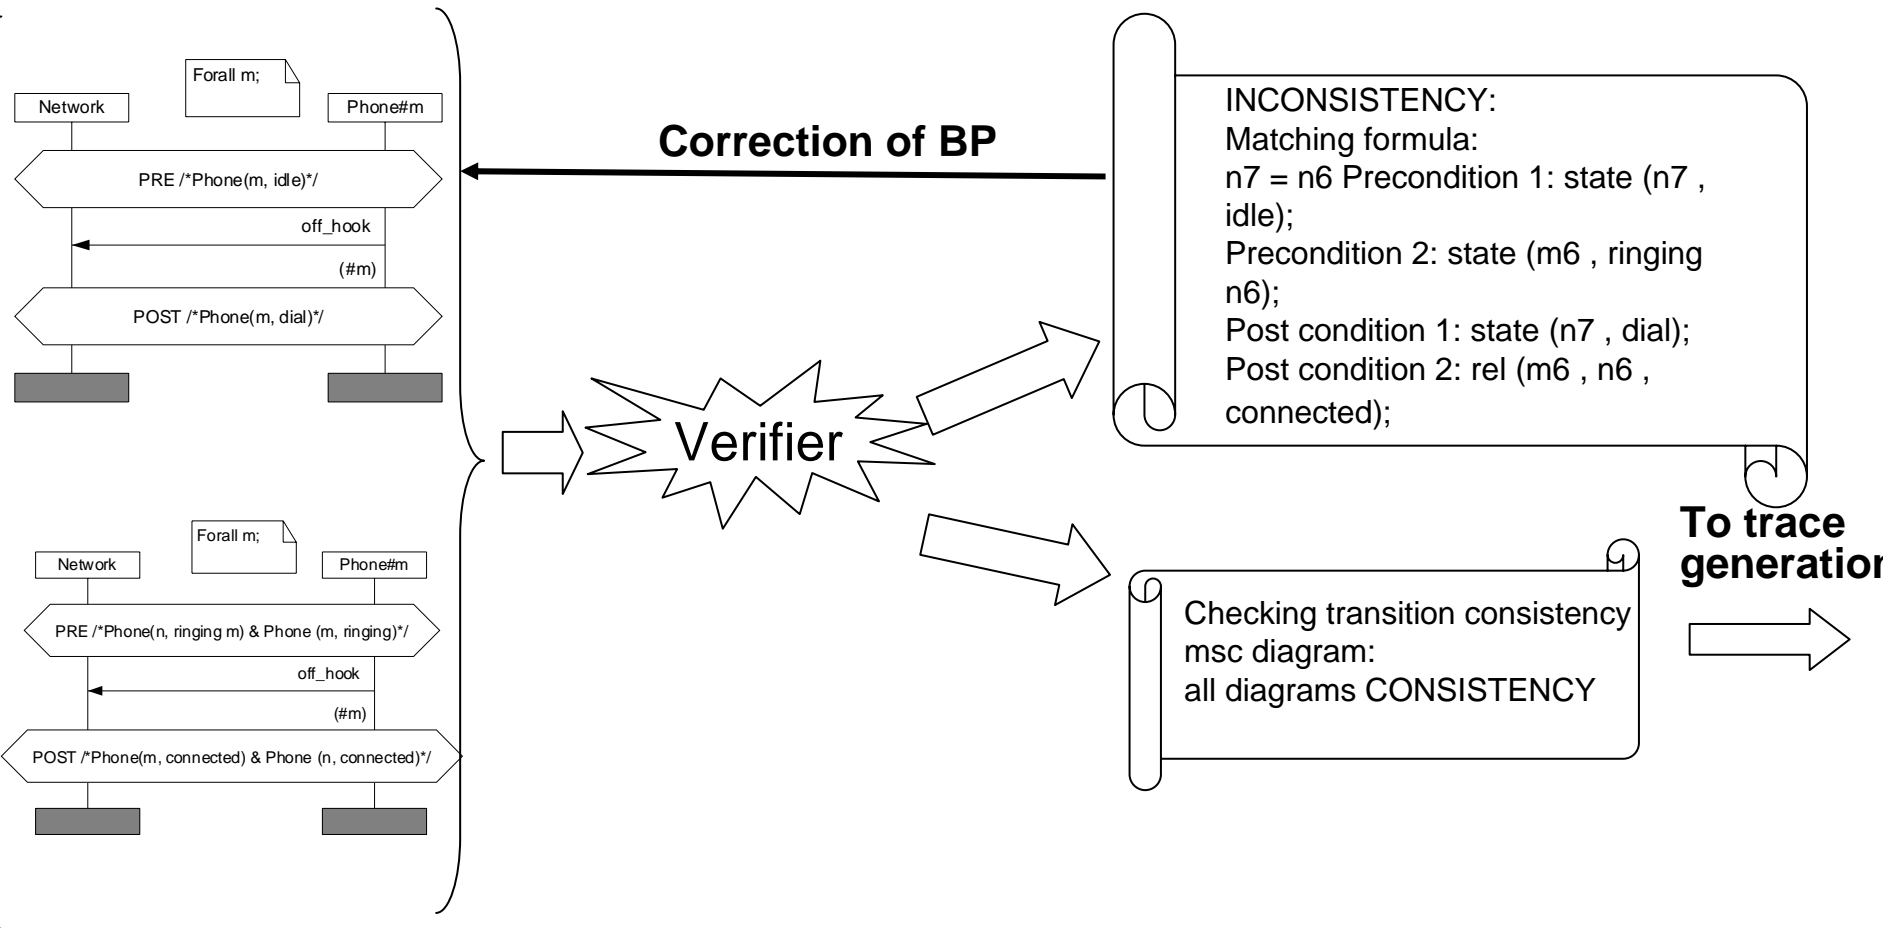 Forall m;
Network
Phone#m
PRE /*Phone(m, idle)*/
off_hook
(#m)
POST /*Phone(m, dial)*/
Forall m;
Network
Phone#m
PRE /*Phone(n, ringing m) & Phone (m, ringing)*/
off_hook
(#m)
POST /*Phone(m, connected) & Phone (n, connected)*/
Correction of BP
Verifier
INCONSISTENCY:
Matching formula:
n7 = n6 Precondition 1: state (n7 ,
idle);
Precondition 2: state (m6 , ringing
n6);
Post condition 1: state (n7 , dial);
Post condition 2: rel (m6 , n6 ,
connected);
Checking transition consistency
msc diagram:
all diagrams CONSISTENCY
To trace
generation